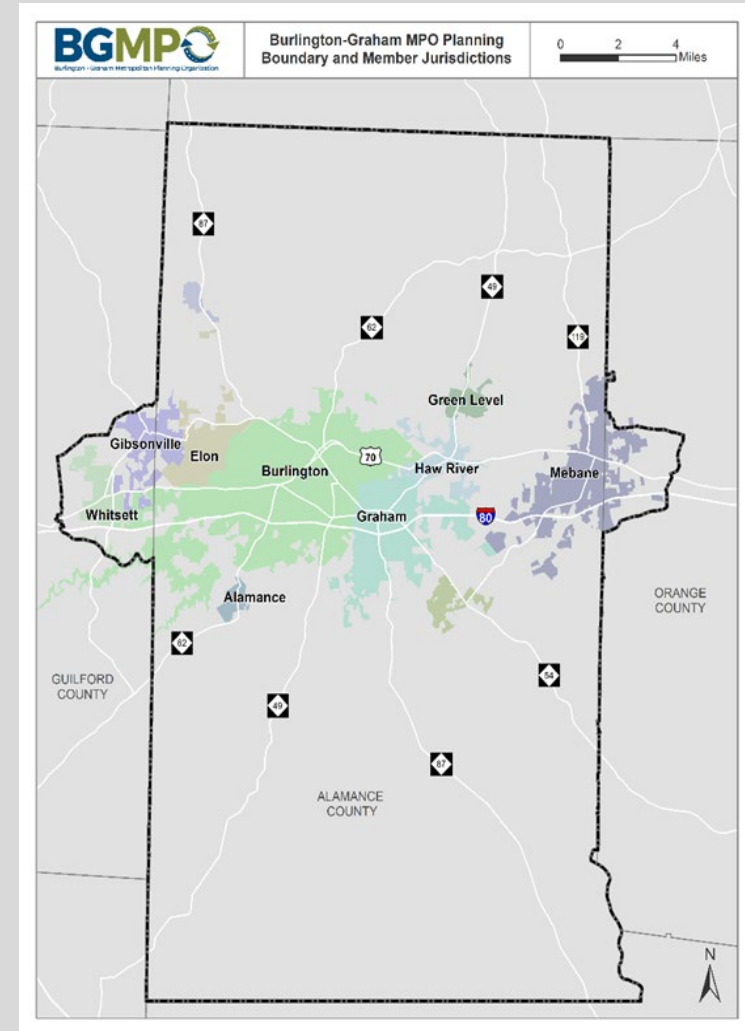 BGMPO
Burlington - Graham Metropolitan Planning Organization
Burlington-Graham MPO Planning
Boundary and Member Jurisdictions
0 2 4
Miles
87
49
62
119
Green Level
Gibsonville
Elon
70
Burlington
Haw River
Mebane
Whitsett
Graham
80
Alamance
ORANGE
COUNTY
62
GUILFORD
COUNTY
54
49
87
ALAMANCE
COUNTY
N